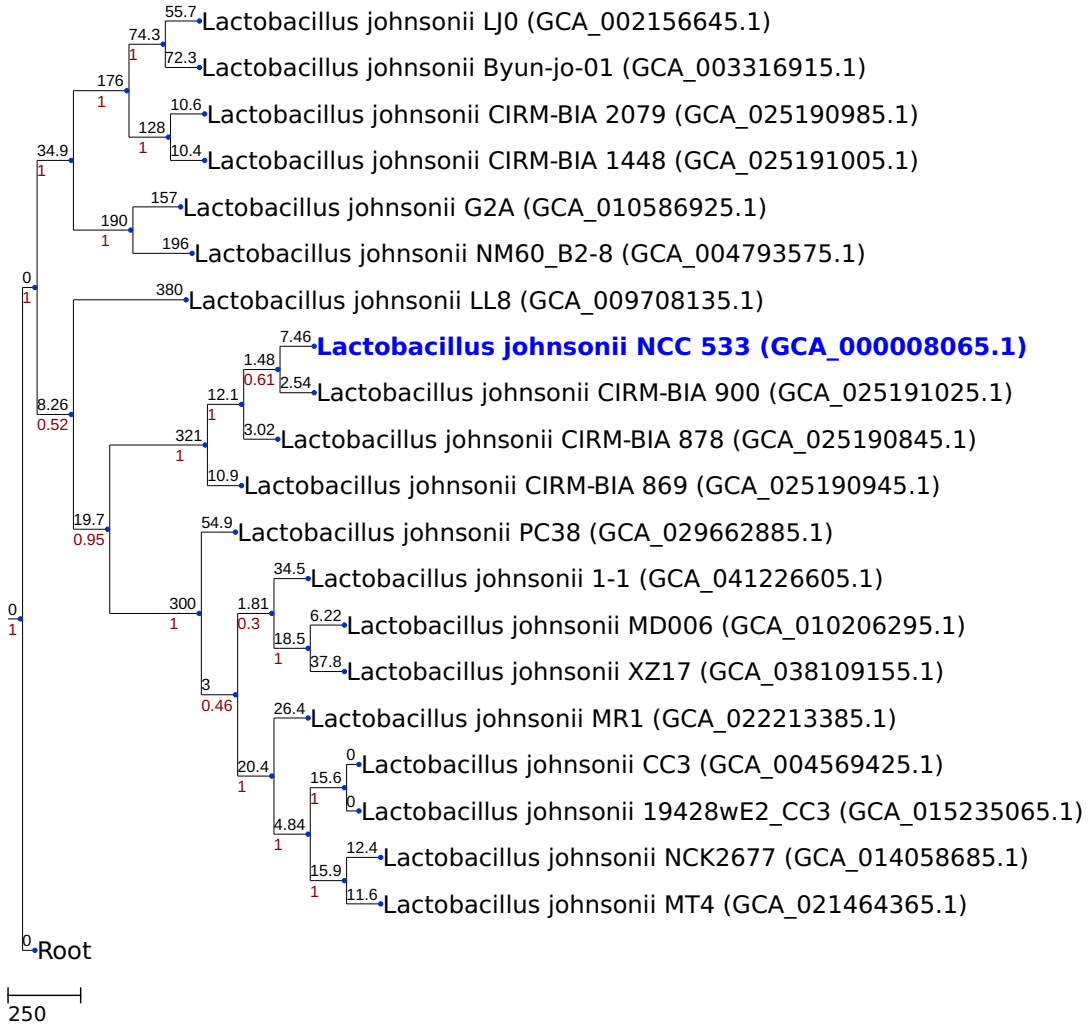 55.7
Lactobacillus johnsonii LJ0 (GCA_002156645.1)
74.3
1
72.3
Lactobacillus johnsonii Byun-jo-01 (GCA_003316915.1)
176
1
10.6
Lactobacillus johnsonii CIRM-BIA 2079 (GCA_025190985.1)
128
1
10.4
Lactobacillus johnsonii CIRM-BIA 1448 (GCA_025191005.1)
34.9
1
157
Lactobacillus johnsonii G2A (GCA_010586925.1)
190
1
196
Lactobacillus johnsonii NM60_B2-8 (GCA_004793575.1)
0
1
380
Lactobacillus johnsonii LL8 (GCA_009708135.1)
7.46
Lactobacillus johnsonii NCC 533 (GCA_000008065.1)
1.48
0.61
2.54
Lactobacillus johnsonii CIRM-BIA 900 (GCA_025191025.1)
12.1
1
3.02
Lactobacillus johnsonii CIRM-BIA 878 (GCA_025190845.1)
8.26
0.52
321
1
10.9
Lactobacillus johnsonii CIRM-BIA 869 (GCA_025190945.1)
19.7
0.95
54.9
Lactobacillus johnsonii PC38 (GCA_029662885.1)
34.5
Lactobacillus johnsonii 1-1 (GCA_041226605.1)
300
1
1.81
0.3
6.22
Lactobacillus johnsonii MD006 (GCA_010206295.1)
18.5
1
37.8
Lactobacillus johnsonii XZ17 (GCA_038109155.1)
0
1
3
0.46
26.4
Lactobacillus johnsonii MR1 (GCA_022213385.1)
20.4
1
0
Lactobacillus johnsonii CC3 (GCA_004569425.1)
15.6
1
0
Lactobacillus johnsonii 19428wE2_CC3 (GCA_015235065.1)
4.84
1
12.4
Lactobacillus johnsonii NCK2677 (GCA_014058685.1)
15.9
1
11.6
Lactobacillus johnsonii MT4 (GCA_021464365.1)
0
Root
250